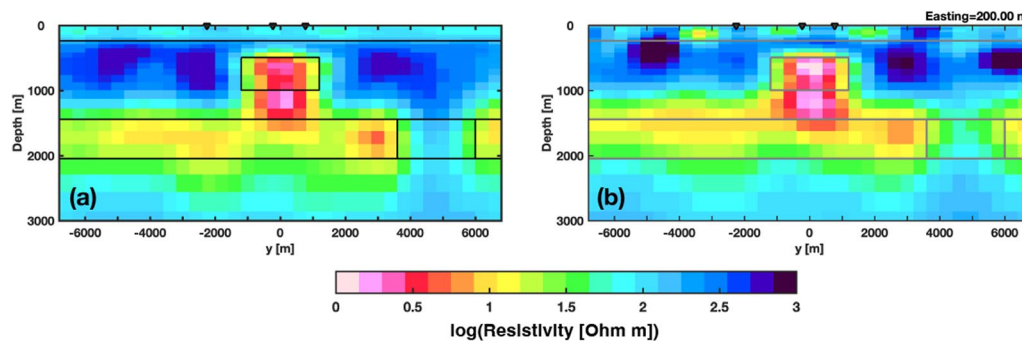 Easting=200.00 m
0
1000
2000
3000
Depth [m]
(a)
-6000 -4000 -2000 0 2000 4000 6000
y [m]
0
1000
2000
3000
Depth [m]
(b)
-6000 -4000 -2000 0 2000 4000 6000
y [m]
0 0.5 1 1.5 2 2.5 3
log(Resistivity [Ohm m])